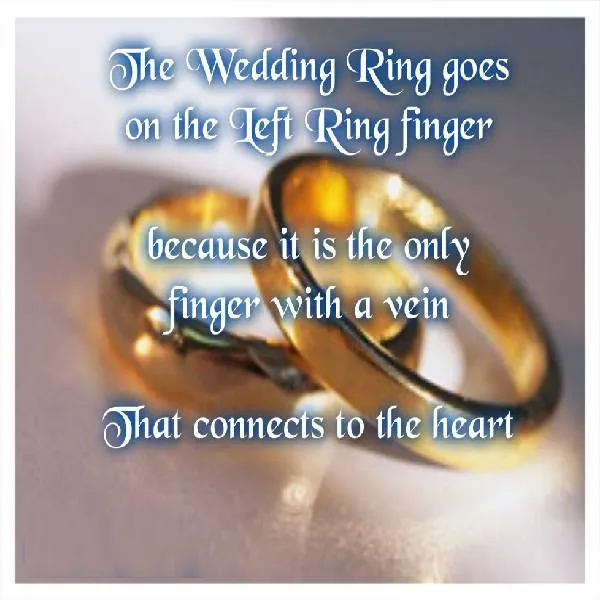 The Wedding Ring goes
on the Left Ring finger
because it is the only
finger with a vein
That connects to the heart